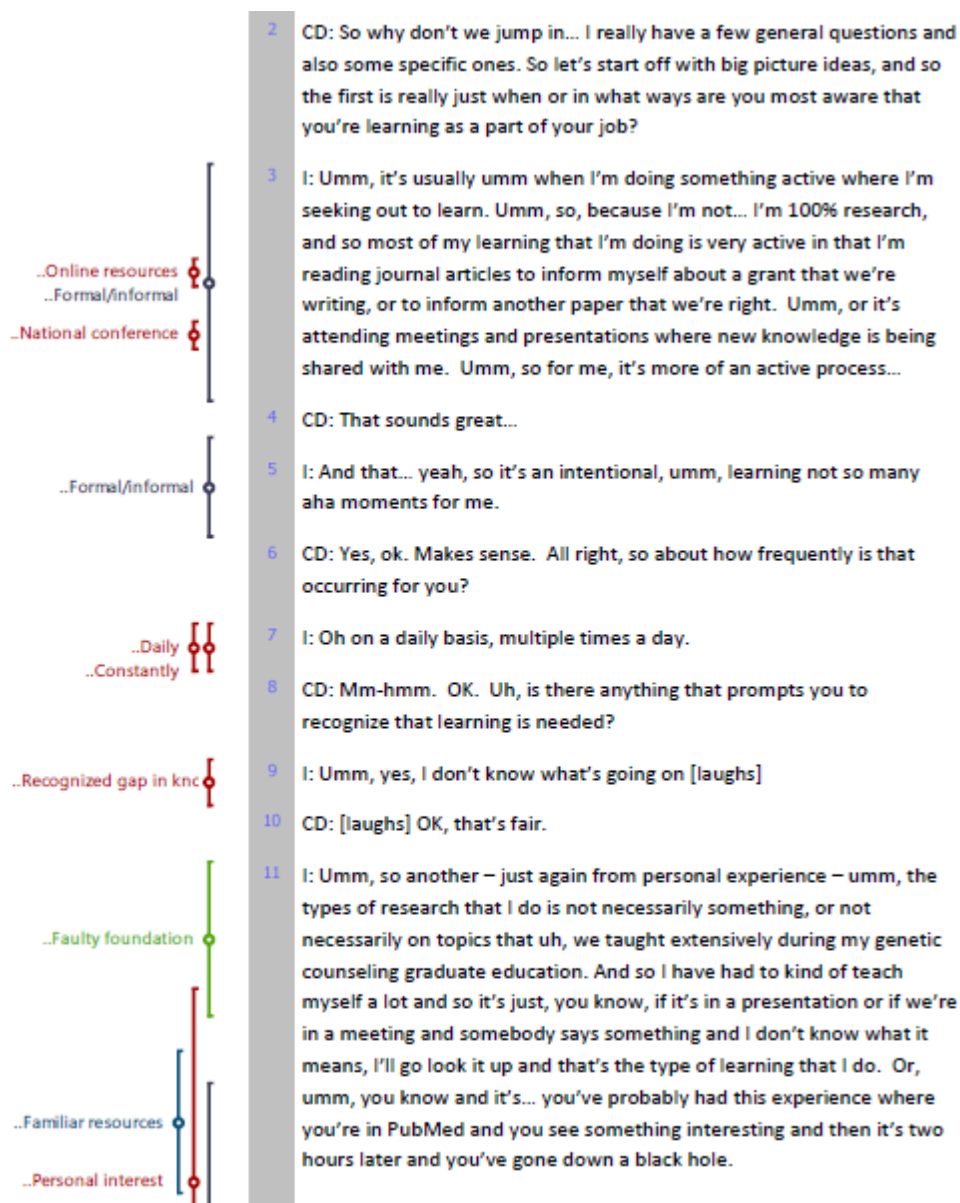 2 CD: So why don't we jump in... I really have a few general questions and
also some specific ones. So let's start off with big picture ideas, and so
the first is really just when or in what ways are you most aware that
you're learning as a part of your job?
3 I: Umm, it's usually umm when I'm doing something active where I'm
seeking out to learn. Umm, so, because I'm not... I'm 100% research,
and so most of my learning that I'm doing is very active in that I'm
..Online resources
reading journal articles to inform myself about a grant that we're
..Formal/informal
writing, or to inform another paper that we're right. Umm, or it's
..National conference
attending meetings and presentations where new knowledge is being
shared with me. Umm, so for me, it's more of an active process...
4 CD: That sounds great...
5 I: And that... yeah, so it's an intentional, umm, learning not so many
..Formal/informal
aha moments for me.
6 CD: Yes, ok. Makes sense. All right, so about how frequently is that
occurring for you?
..Daily
7 I: Oh on a daily basis, multiple times a day.
..Constantly
8 CD: Mm-hmm. OK. Uh, is there anything that prompts you to
recognize that learning is needed?
..Recognized gap in knc
9 I: Umm, yes, I don't know what's going on [laughs]
10 CD: [laughs] OK, that's fair.
11 I: Umm, so another – just again from personal experience – umm, the
types of research that I do is not necessarily something, or not
..Faulty foundation
necessarily on topics that uh, we taught extensively during my genetic
counseling graduate education. And so I have had to kind of teach
myself a lot and so it's just, you know, if it's in a presentation or if we're
in a meeting and somebody says something and I don't know what it
means, I'll go look it up and that's the type of learning that I do. Or,
umm, you know and it's... you've probably had this experience where
..Familiar resources
you're in PubMed and you see something interesting and then it's two
hours later and you've gone down a black hole.
..Personal interest